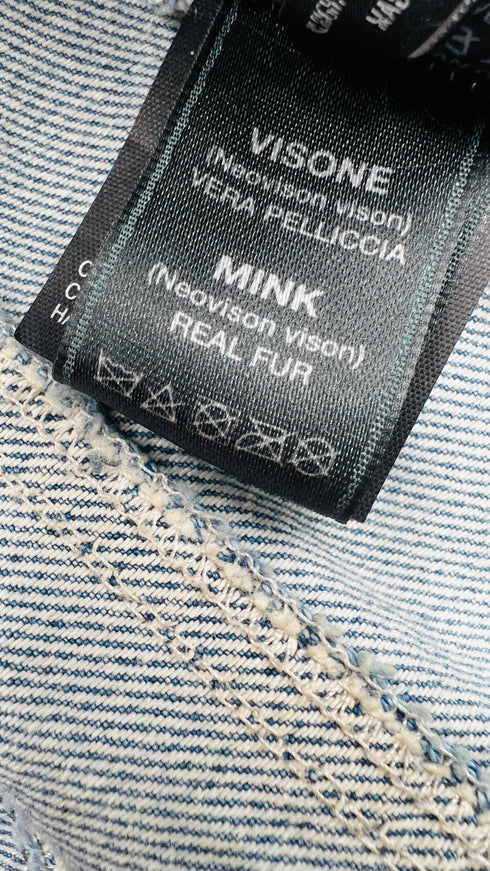 VISONE
(Neovison vison)
VERA PELLICCIA
MINK
(Neovison vison)
REAL FUR